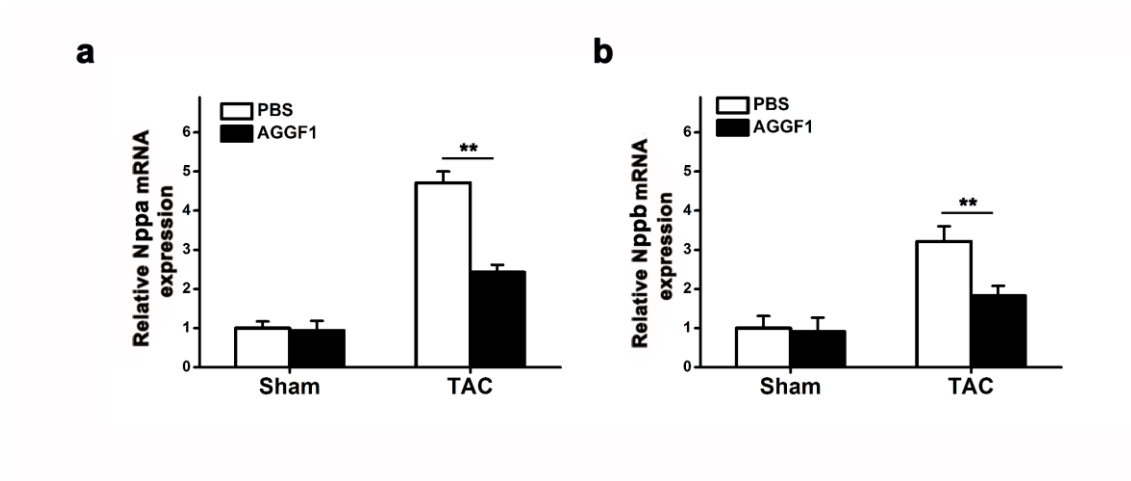 a
PBS
AGGF1
Relative Nppa mRNA
expression
6
5
4
3
2
1
0
**
Sham
TAC
b
PBS
AGGF1
Relative Nppb mRNA
expression
6
5
4
3
2
1
0
**
Sham
TAC